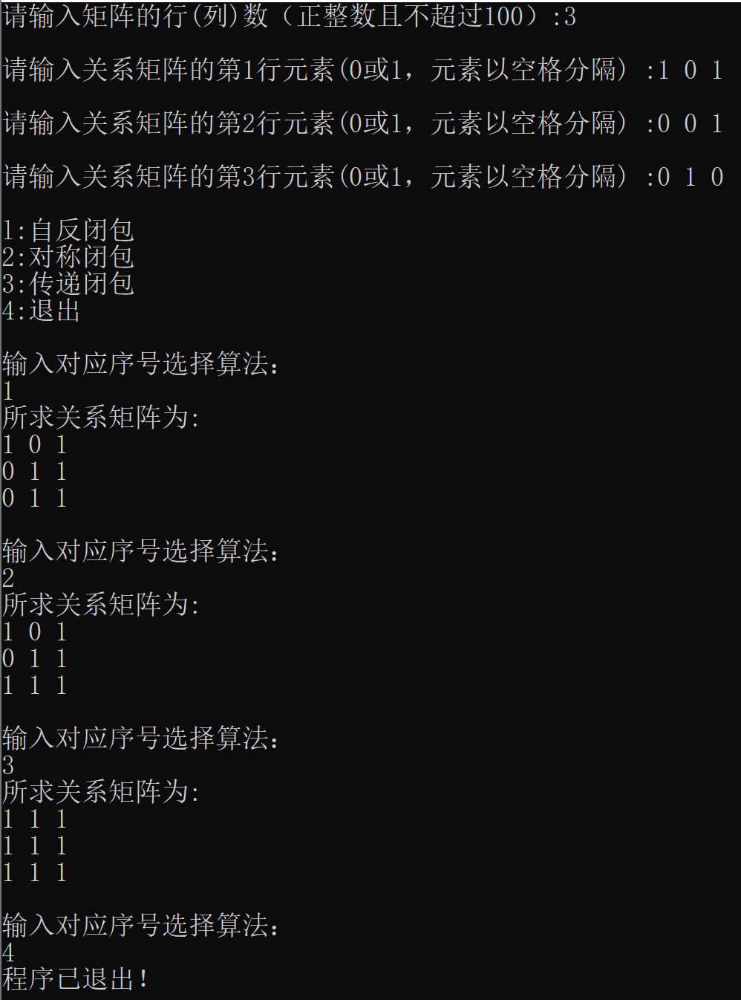 请输入矩阵的行(列)数（正整数且不超过100）:3
请输入关系矩阵的第1行元素(0或1，元素以空格分隔) :1 0 1
请输入关系矩阵的第2行元素(0或1，元素以空格分隔) :0 0 1
请输入关系矩阵的第3行元素(0或1，元素以空格分隔) :0 1 0
1:自反闭包
2:对称闭包
3:传递闭包
4:退出
输入对应序号选择算法：
1
所求关系矩阵为:
1 0 1
0 1 1
0 1 1
输入对应序号选择算法：
2
所求关系矩阵为:
1 0 1
0 1 1
1 1 1
输入对应序号选择算法：
3
所求关系矩阵为:
1 1 1
1 1 1
1 1 1
输入对应序号选择算法：
4
程序已退出！